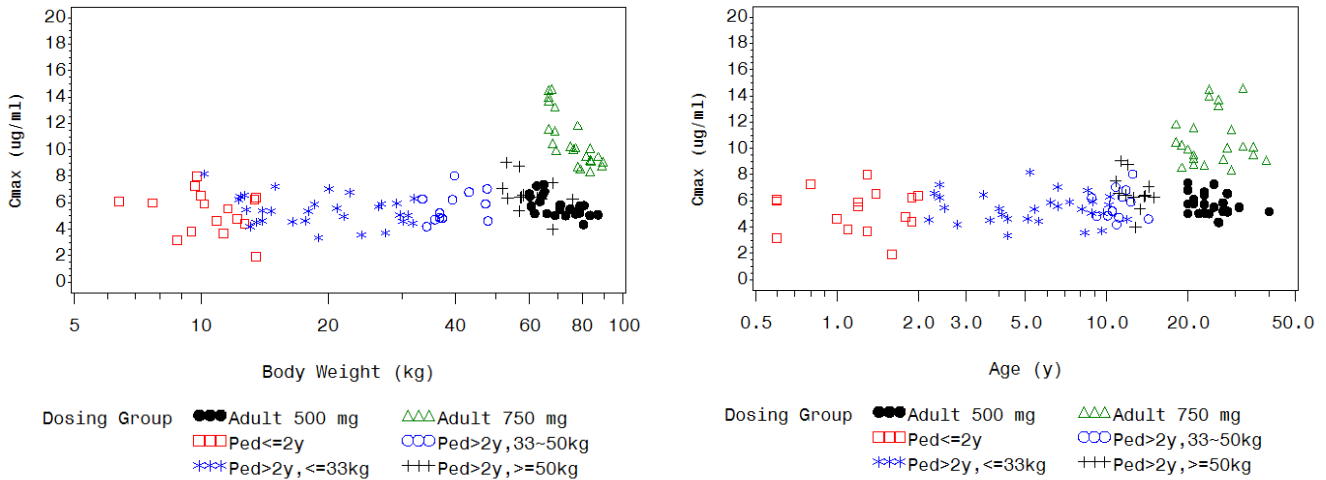 20
18
16
14
12
10
8
6
4
2
0
Cmax (ug/ml)
5 10 20 40 60 80 100
Body Weight (kg)
Dosing Group Adult 500 mg Adult 750 mg
Ped<=2y Ped>2y,33~50kg
Ped>2y,<=33kg Ped>2y,>=50kg
20
18
16
14
12
10
8
6
4
2
0
Cmax (ug/ml)
0.5 1.0 2.0 3.0 5.0 10.0 20.0 50.0
Age (y)
Dosing Group Adult 500 mg Adult 750 mg
Ped<=2y Ped>2y,33~50kg
Ped>2y,<=33kg Ped>2y,>=50kg